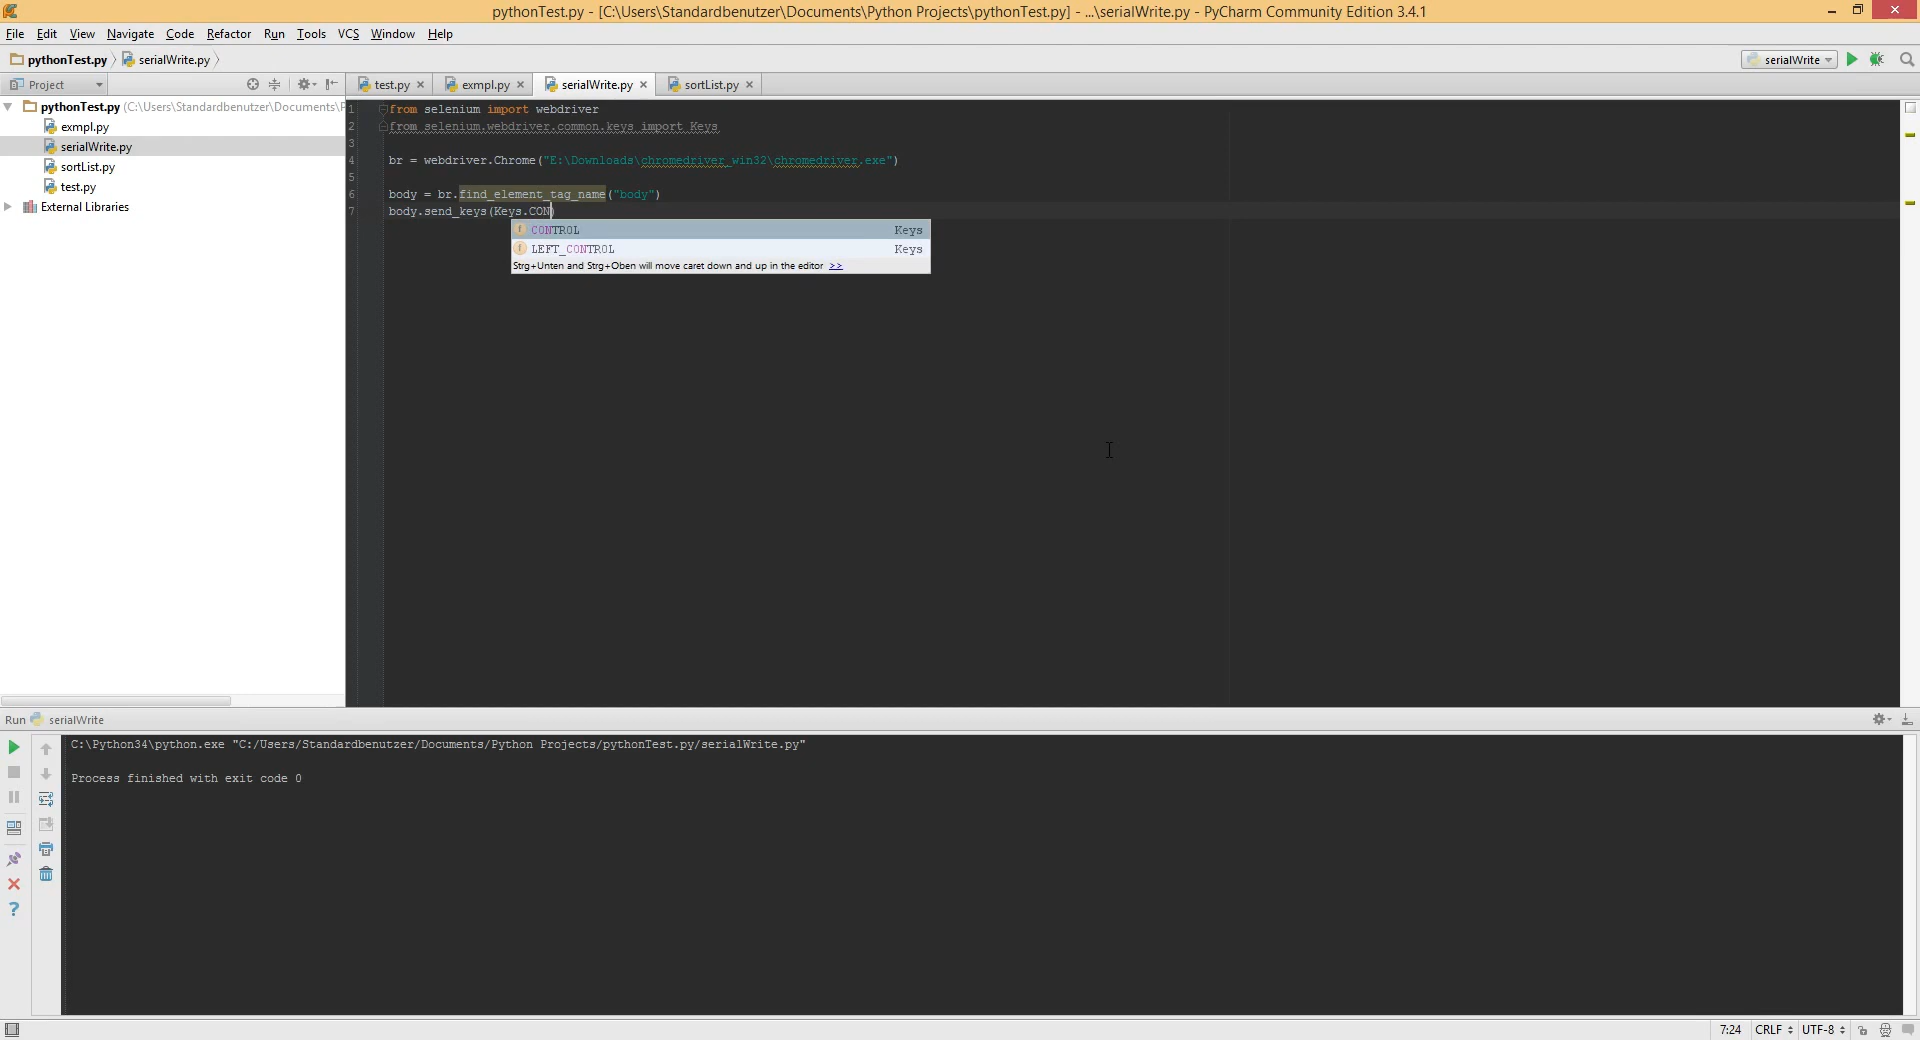 pythonTest.py - [C:\Users\Standardbenutzer\Documents\Python Projects\pythonTest.py] - ...\serialWrite.py - PyCharm Community Edition 3.4.1
File Edit View Navigate Code Refactor Run Tools VCS Window Help
pythonTest.py serialWrite.py serialWrite
Project test.py exmpl.py serialWrite.py sortList.py
pythonTest.py (C:\Users\Standardbenutzer\Documents\P
exmpl.py
serialWrite.py
sortList.py
test.py
External Libraries
1 from selenium import webdriver
2 from selenium.webdriver.common.keys import Keys
3
4 br = webdriver.Chrome("E:\Downloads\chromedriver_win32\chromedriver.exe")
5
6 body = br.find_element_tag_name("body")
7 body.send_keys(Keys.CON)
CONTROL Keys
LEFT_CONTROL Keys
Strg+Unten and Strg+Oben will move caret down and up in the editor >>
Run serialWrite
C:\Python34\python.exe "C:/Users/Standardbenutzer/Documents/Python Projects/pythonTest.py/serialWrite.py"
Process finished with exit code 0
7:24 CRLF UTF-8